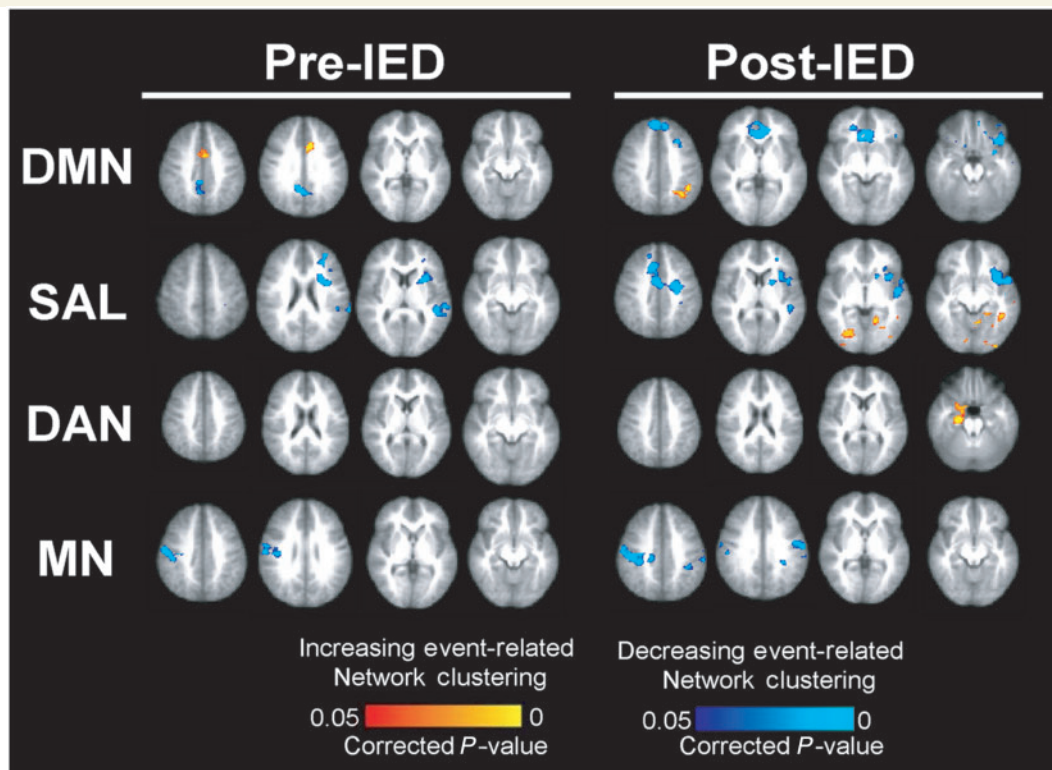 Pre-IED
Post-IED
DMN
SAL
DAN
MN
Increasing event-related
Network clustering
0.05
0
Corrected P-value
Decreasing event-related
Network clustering
0.05
0
Corrected P-value